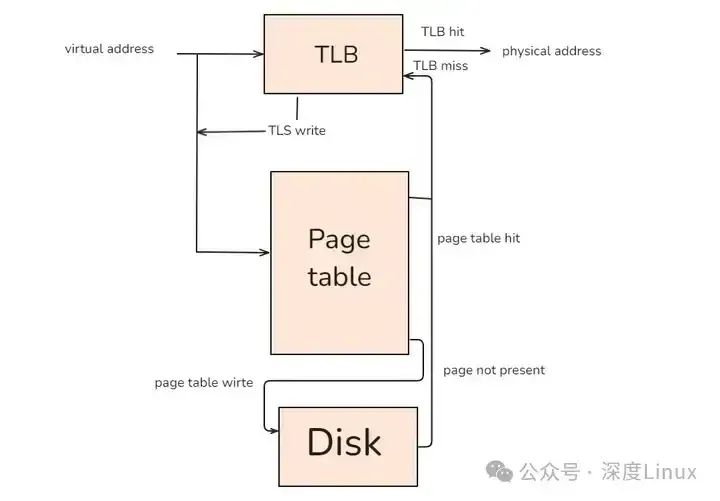 virtual address
TLB
TLB hit
physical address
TLB miss
TLS write
Page
table
page table hit
page not present
page table wirte
Disk
公众号 · 深度Linux